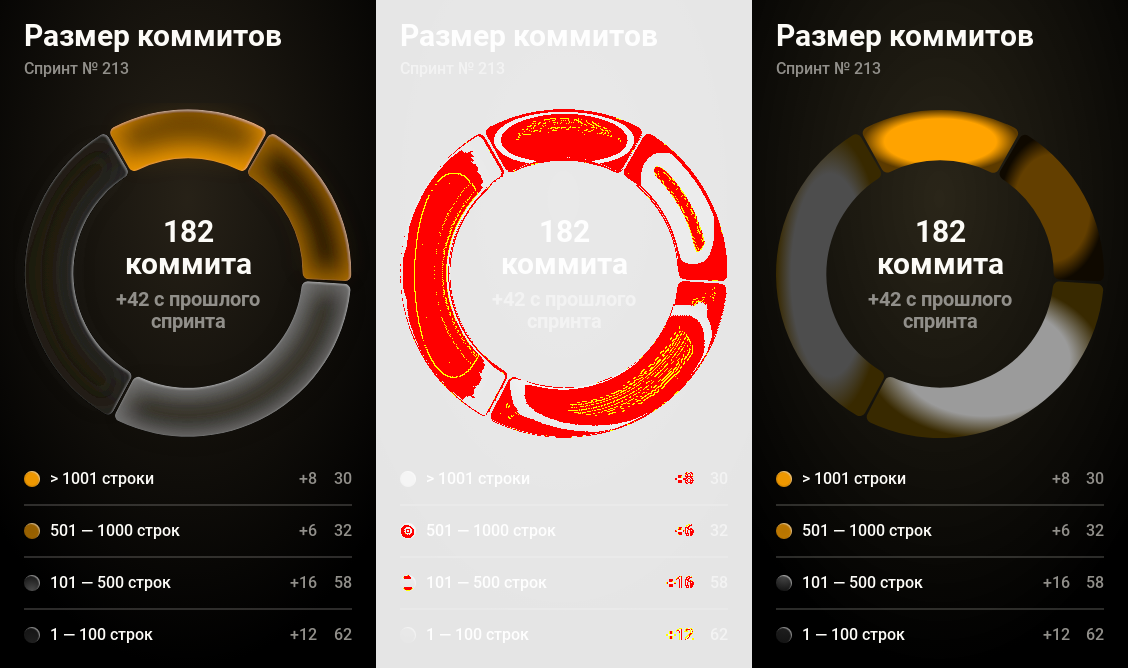 Размер коммитов
Спринт № 213
182
коммита
+42 с прошлого
спринта
> 1001 строки +8 30
501 — 1000 строк +6 32
101 — 500 строк +16 58
1 — 100 строк +12 62
Размер коммитов
Спринт № 213
182
коммита
+42 с прошлого
спринта
> 1001 строки +8 30
501 — 1000 строк +6 32
101 — 500 строк +16 58
1 — 100 строк +12 62
Размер коммитов
Спринт № 213
182
коммита
+42 с прошлого
спринта
> 1001 строки +8 30
501 — 1000 строк +6 32
101 — 500 строк +16 58
1 — 100 строк +12 62